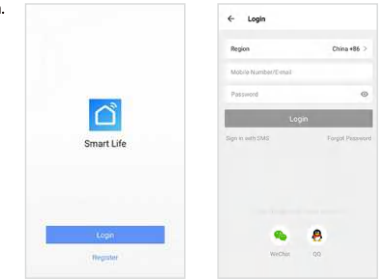 Smart Life
Login
Register
Login
Region China +86 >
Mobile Number/E-mail
Password
Login
Sign in with SMS Forgot Password
WeChat QQ